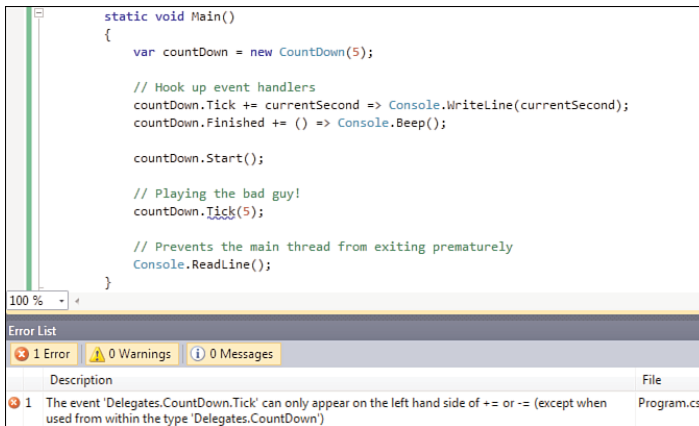 static void Main()
{
var countDown = new CountDown(5);
// Hook up event handlers
countDown.Tick += currentSecond => Console.WriteLine(currentSecond);
countDown.Finished += () => Console.Beep();
countDown.Start();
// Playing the bad guy!
countDown.Tick(5);
// Prevents the main thread from exiting prematurely
Console.ReadLine();
}
100 %
Error List
1 Error 0 Warnings 0 Messages
Description File
1 The event 'Delegates.CountDown.Tick' can only appear on the left hand side of += or -= (except when Program.cs
used from within the type 'Delegates.CountDown')